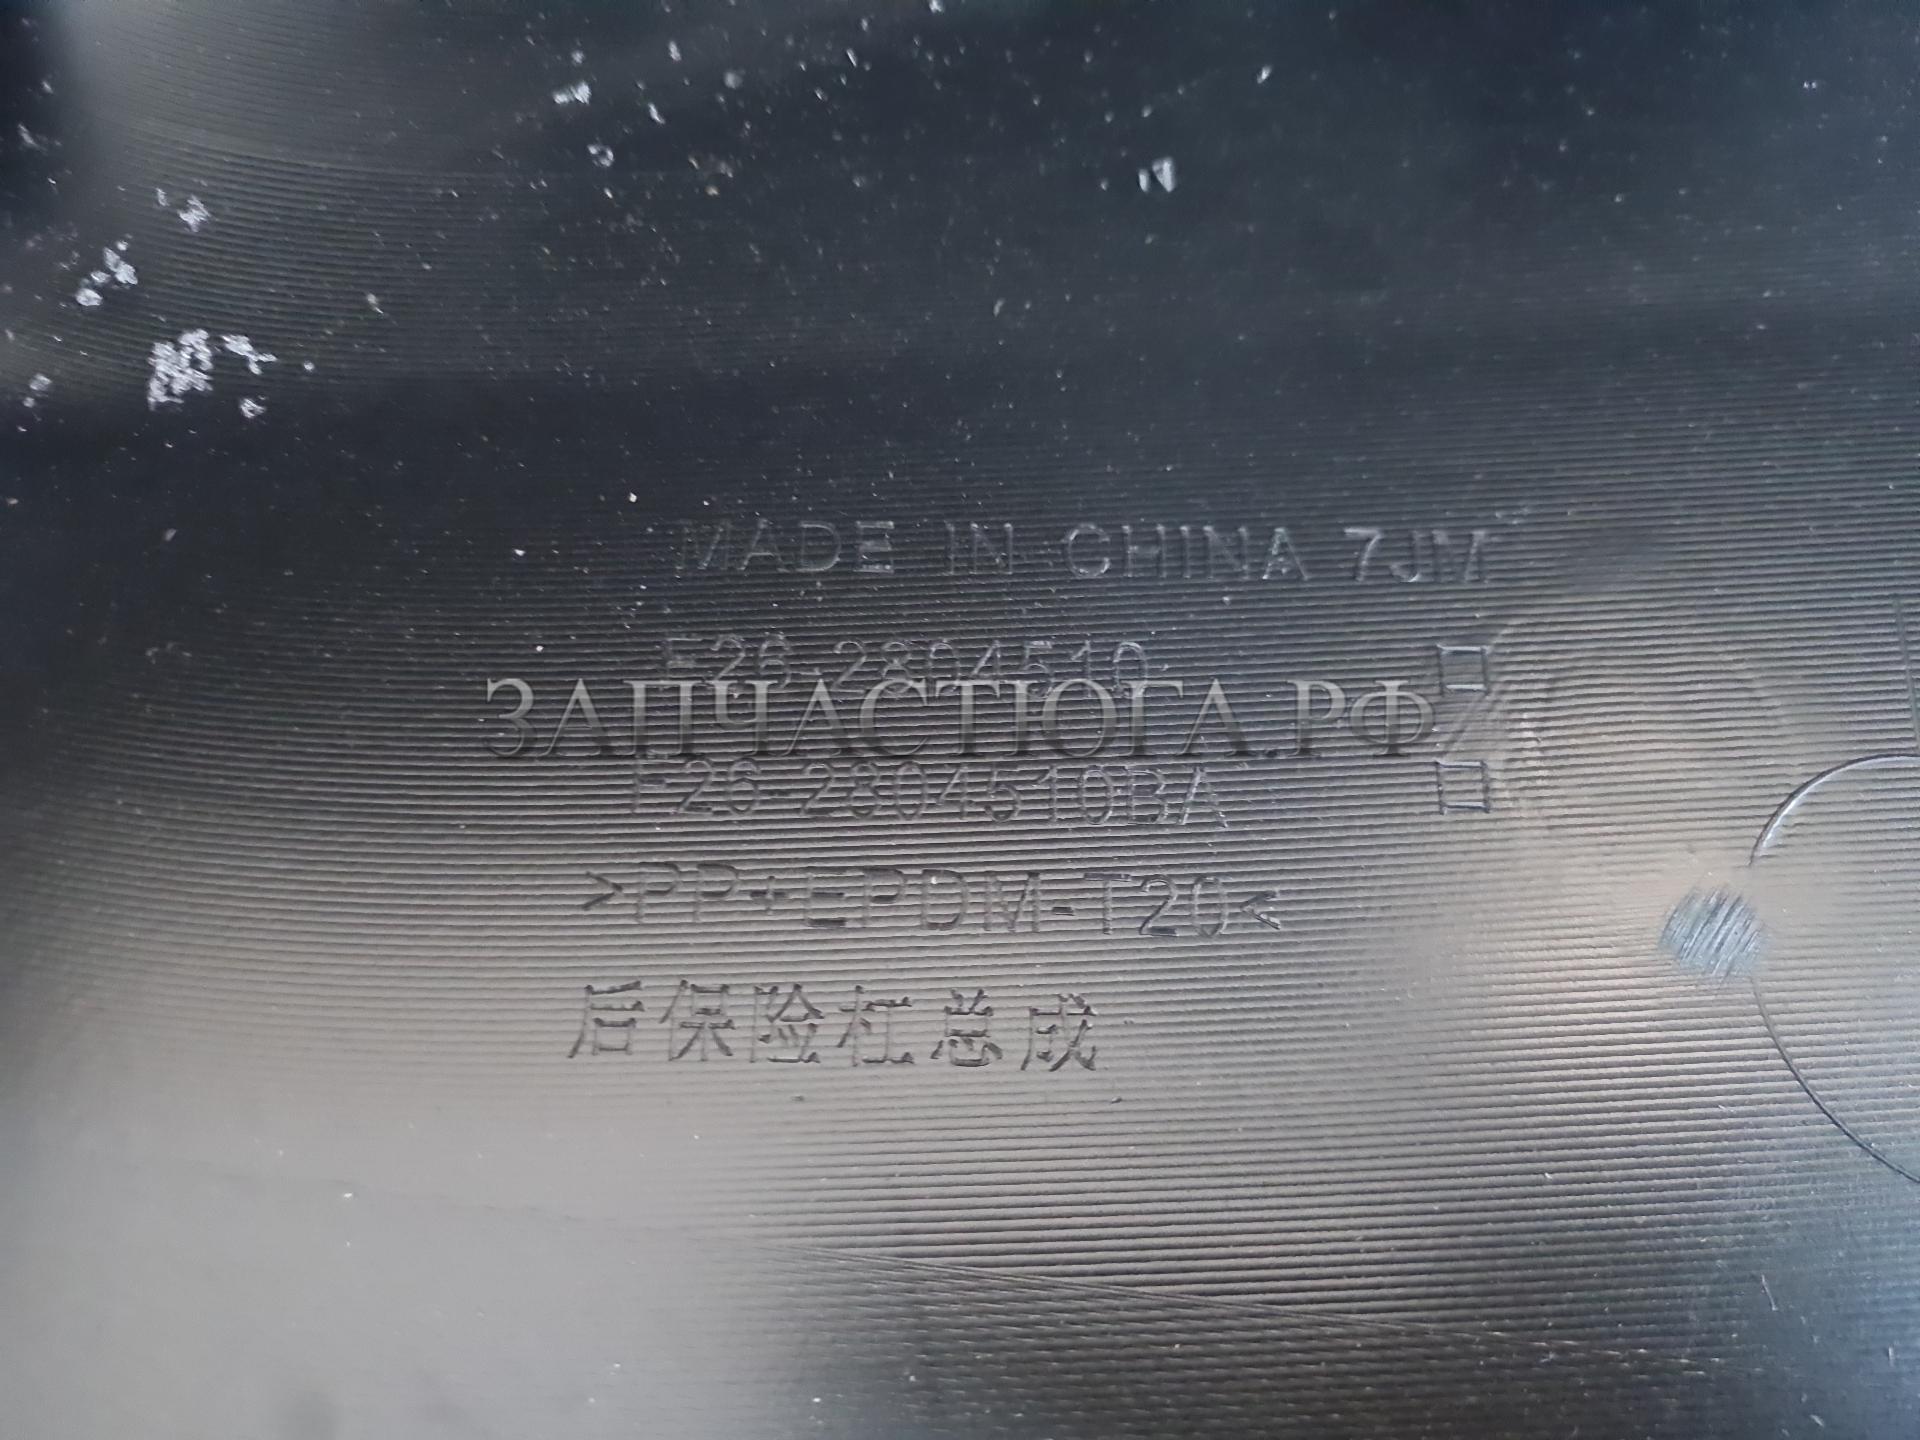 MADE IN CHINA 7JM
F26-2804510 □
ЗАПЧАСТЮГА.РФ
F26-2804510BA □
>PP+EPDM-T20<
后保险杠总成